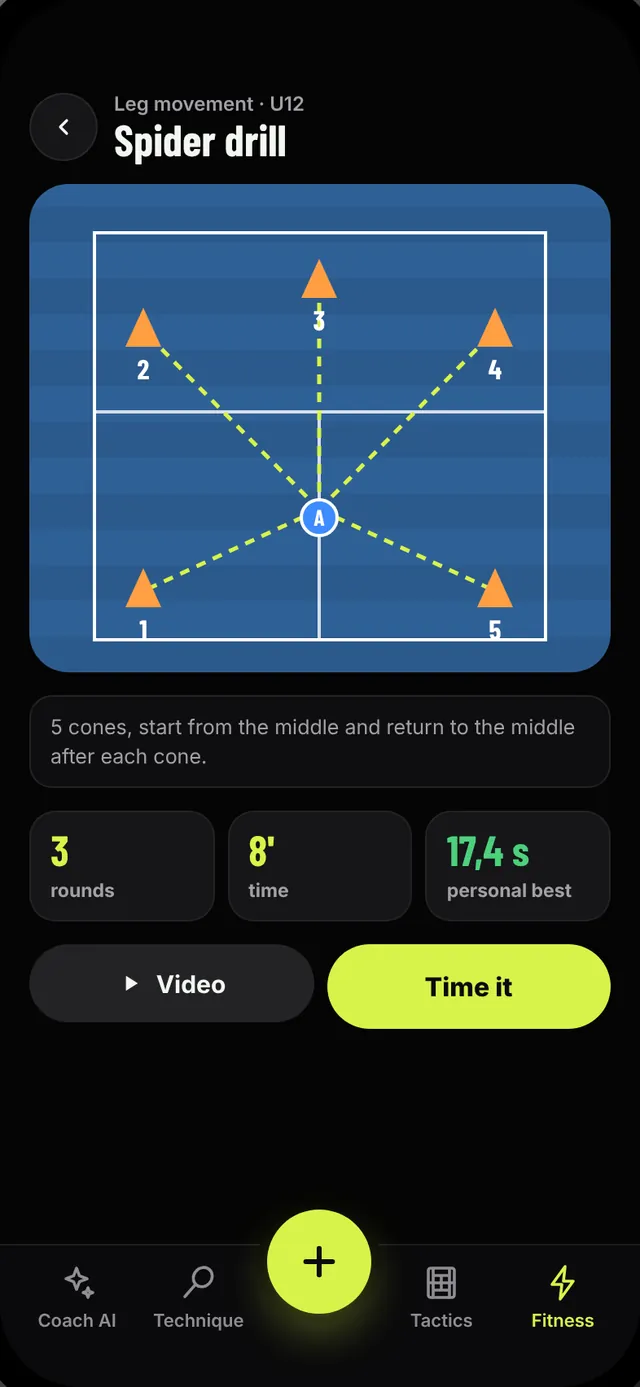 Leg movement · U12
Spider drill
3
2
4
A
1
5
5 cones, start from the middle and return to the middle
after each cone.
3
rounds
8'
time
17,4 s
personal best
Video
Time it
Coach AI
Technique
Tactics
Fitness